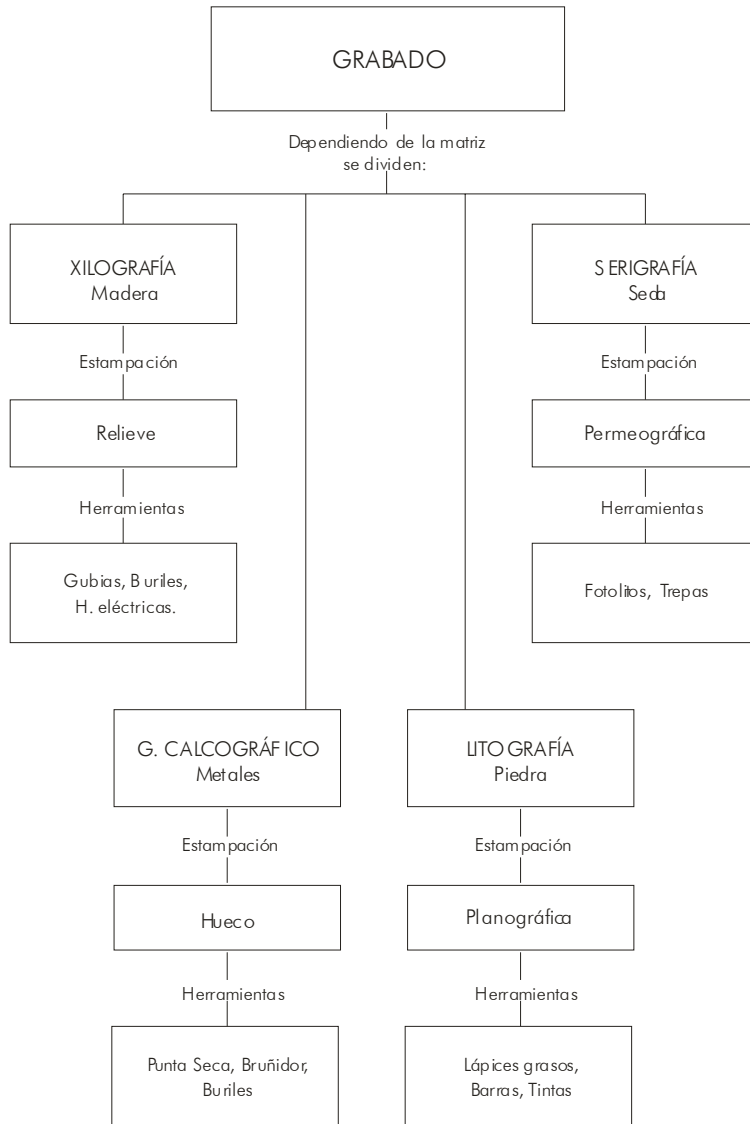 GRABADO
Dependiendo de la matriz
se dividen:
XILOGRAFÍA
Madera
Estampación
Relieve
Herramientas
Gubias, Buriles,
H. eléctricas.
SERIGRAFÍA
Seda
Estampación
Permeográfica
Herramientas
Fotolitos, Trepas
G. CALCOGRÁFICO
Metales
Estampación
Hueco
Herramientas
Punta Seca, Bruñidor,
Buriles
LITOGRAFÍA
Piedra
Estampación
Planográfica
Herramientas
Lápices grasos,
Barras, Tintas